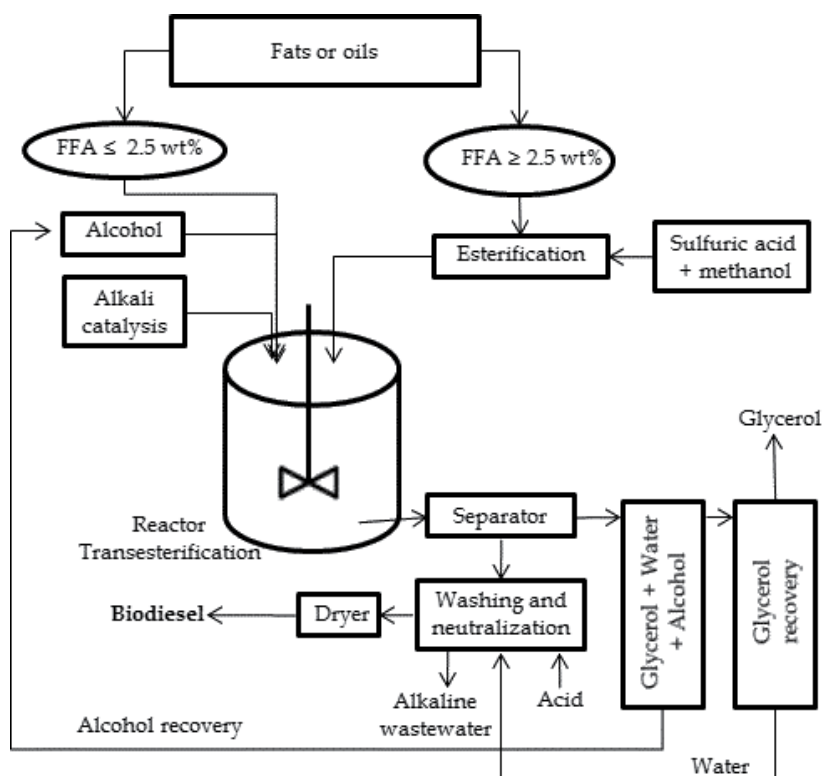 Fats or oils
FFA ≤ 2.5 wt%
FFA ≥ 2.5 wt%
Alcohol
Esterification
Sulfuric acid
+ methanol
Alkali
catalysis
Glycerol
Reactor
Transesterification
Separator
Glycerol + Water
+ Alcohol
Glycerol
recovery
Biodiesel
Dryer
Washing and
neutralization
Alkaline
wastewater
Acid
Alcohol recovery
Water